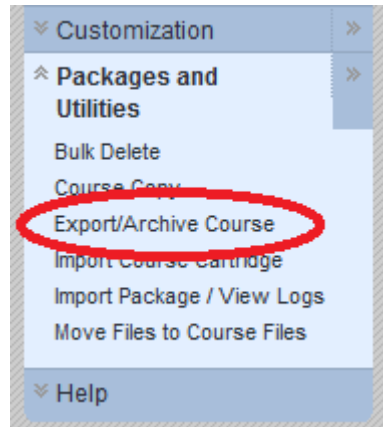 Customization
Packages and
Utilities
Bulk Delete
Course Copy
Export/Archive Course
Import Course Cartridge
Import Package / View Logs
Move Files to Course Files
Help